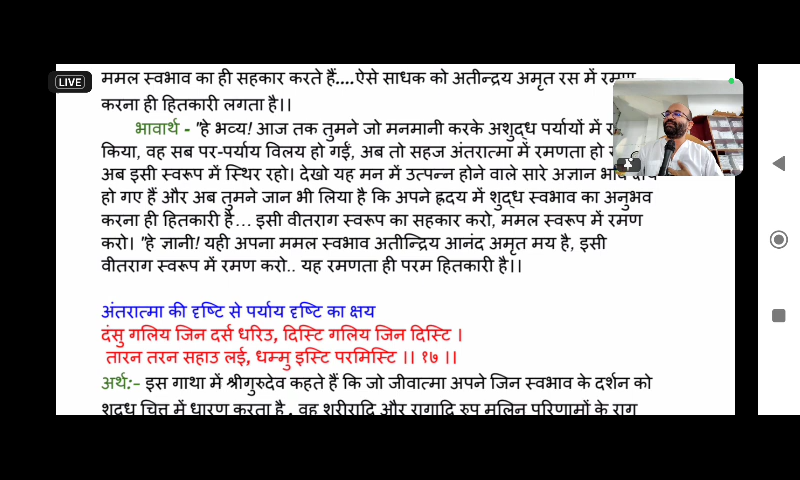 LIVE
ममल स्वभाव का ही सहकार करते हैं....ऐसे साधक को अतीन्द्रय अमृत रस में रमण
करना ही हितकारी लगता है।।
भावार्थ - "हे भव्य! आज तक तुमने जो मनमानी करके अशुद्ध पर्यायों में
किया, वह सब पर-पर्याय विलय हो गईं, अब तो सहज अंतरात्मा में रमणता हो
अब इसी स्वरूप में स्थिर रहो। देखो यह मन में उत्पन्न होने वाले सारे अज्ञान भाव
हो गए हैं और अब तुमने जान भी लिया है कि अपने ह्रदय में शुद्ध स्वभाव का अनुभव
करना ही हितकारी है... इसी वीतराग स्वरूप का सहकार करो, ममल स्वरूप में रमण
करो। "हे ज्ञानी! यही अपना ममल स्वभाव अतीन्द्रिय आनंद अमृत मय है, इसी
वीतराग स्वरूप में रमण करो.. यह रमणता ही परम हितकारी है।।
अंतरात्मा की दृष्टि से पर्याय दृष्टि का क्षय
दंसु गलिय जिन दर्स धरिउ, दिस्टि गलिय जिन दिस्टि ।
तारन तरन सहाउ लई, धम्मु इस्टि परमिस्टि ।। १७ ।।
अर्थ:- इस गाथा में श्रीगुरुदेव कहते हैं कि जो जीवात्मा अपने जिन स्वभाव के दर्शन को
शुद्ध चित्त में धारण करता है , वह शरीरादि और रागादि रुप मलिन परिणामों के राग